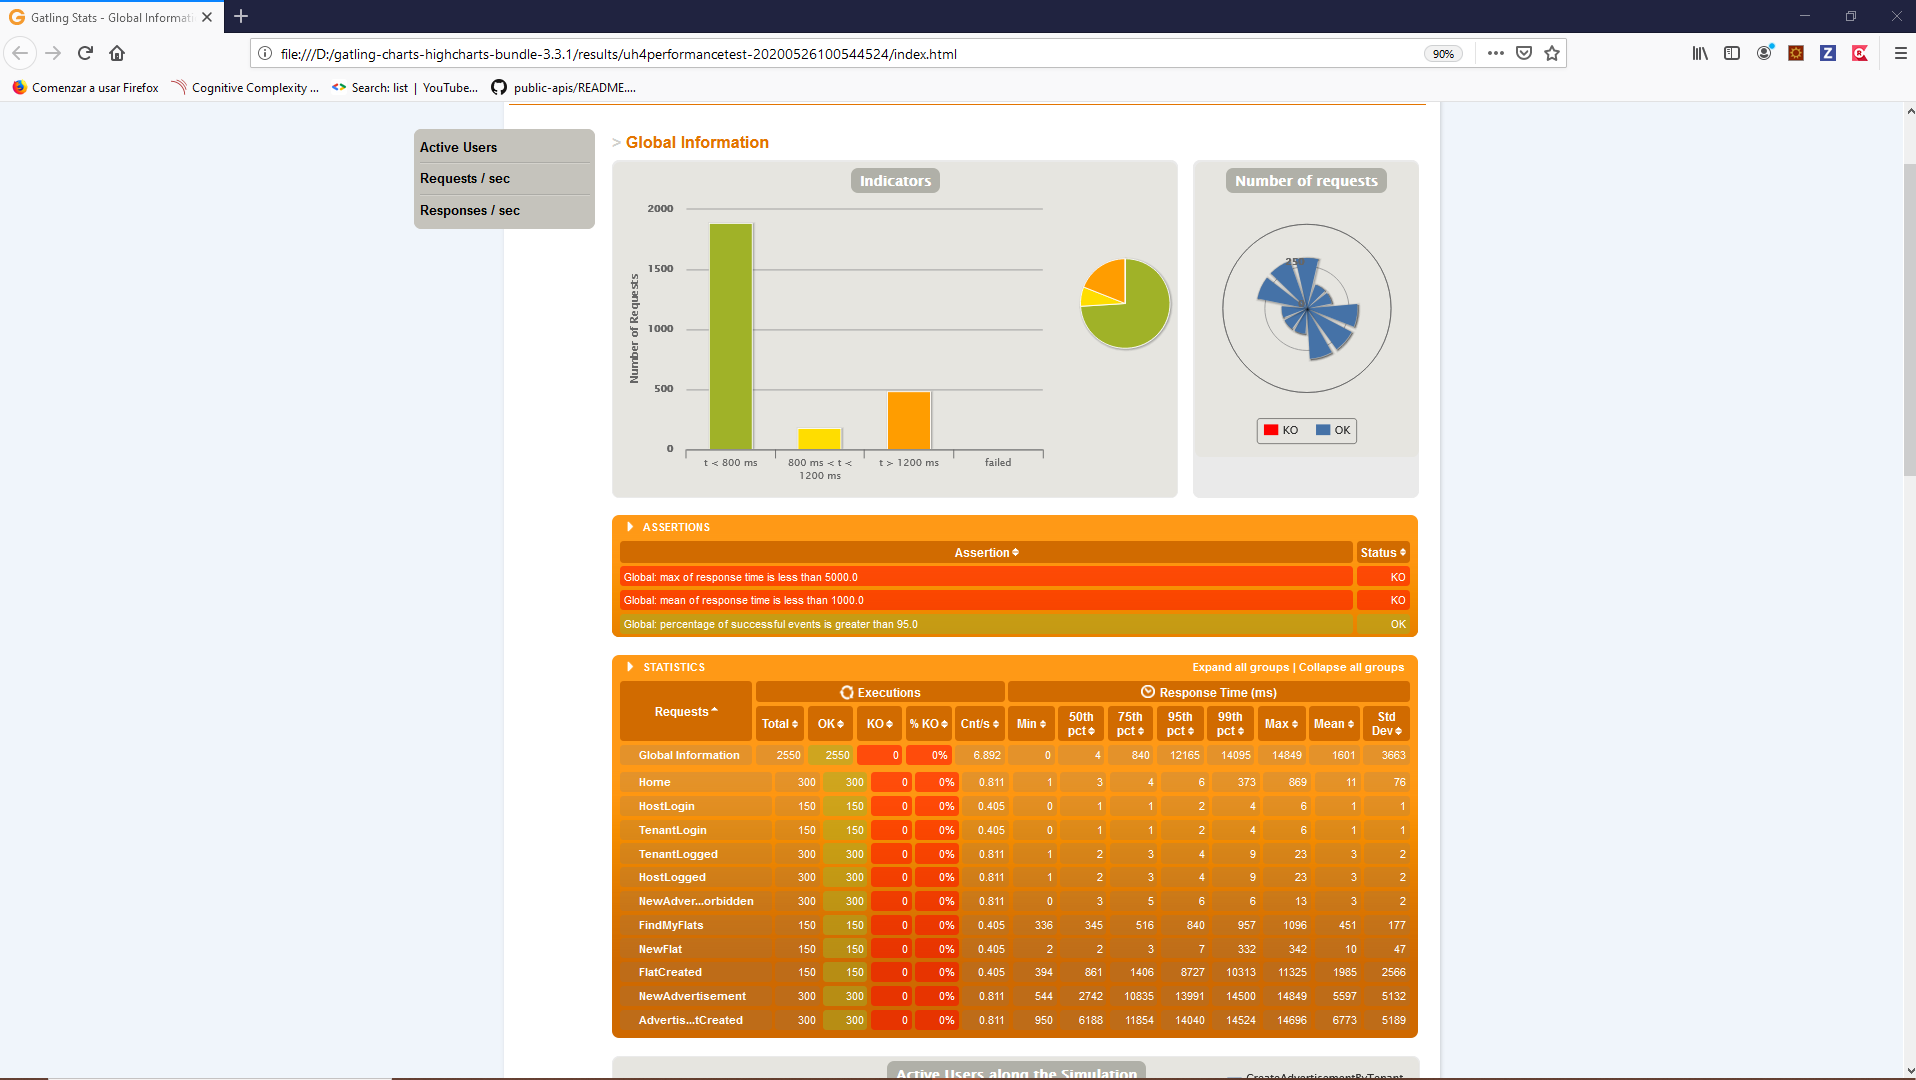 Gatling Stats - Global Informati
file:///D:/gatling-charts-highcharts-bundle-3.3.1/results/uh4performancetest-20200526100544524/index.html
90%
Comenzar a usar Firefox
Cognitive Complexity ...
Search: list | YouTube...
public-apis/README....
Active Users
Requests / sec
Responses / sec
> Global Information
Indicators
Number of Requests
2000
1500
1000
500
0
t < 800 ms
800 ms < t < 1200 ms
t > 1200 ms
failed
Number of requests
KO OK
ASSERTIONS
Assertion Status
Global: max of response time is less than 5000.0 KO
Global: mean of response time is less than 1000.0 KO
Global: percentage of successful events is greater than 95.0 OK
STATISTICS Expand all groups | Collapse all groups
Requests Executions Response Time (ms)
Total OK KO % KO Cnt/s Min 50th pct 75th pct 95th pct 99th pct Max Mean Std Dev
Global Information 2550 2550 0 0% 6.892 0 4 840 12165 14095 14849 1601 3663
Home 300 300 0 0% 0.811 1 3 4 6 373 869 11 76
HostLogin 150 150 0 0% 0.405 0 1 1 2 4 6 1 1
TenantLogin 150 150 0 0% 0.405 0 1 1 2 4 6 1 1
TenantLogged 300 300 0 0% 0.811 1 2 3 4 9 23 3 2
HostLogged 300 300 0 0% 0.811 1 2 3 4 9 23 3 2
NewAdver...orbidden 300 300 0 0% 0.811 0 3 5 6 6 13 3 2
FindMyFlats 150 150 0 0% 0.405 336 345 516 840 957 1096 451 177
NewFlat 150 150 0 0% 0.405 2 2 3 7 332 342 10 47
FlatCreated 150 150 0 0% 0.405 394 861 1406 8727 10313 11325 1985 2566
NewAdvertisement 300 300 0 0% 0.811 544 2742 10835 13991 14500 14849 5597 5132
Advertis...tCreated 300 300 0 0% 0.811 950 6188 11854 14040 14524 14696 6773 5189
Active Users along the Simulation
CreateAdvertisementByTenant